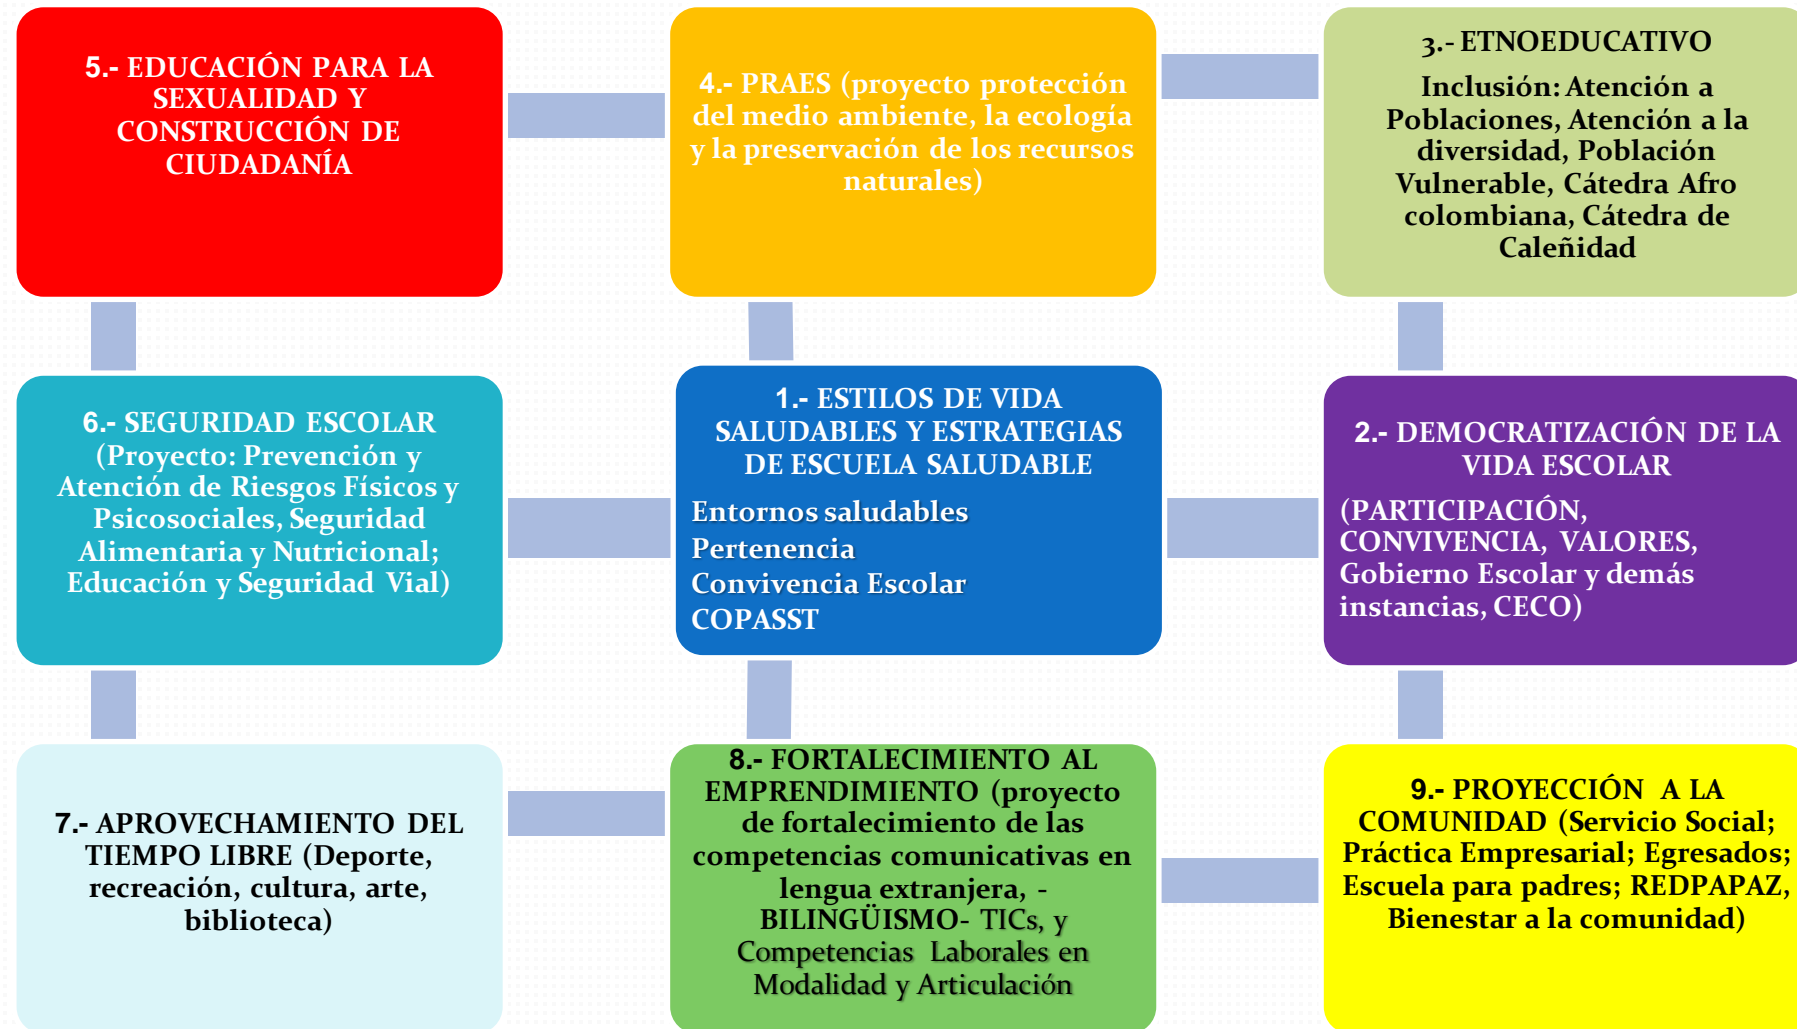 5.- EDUCACIÓN PARA LA
SEXUALIDAD Y
CONSTRUCCIÓN DE
CIUDADANÍA
4.- PRAES (proyecto protección
del medio ambiente, la ecología
y la preservación de los recursos
naturales)
3.- ETNOEDUCATIVO
Inclusión: Atención a
Poblaciones, Atención a la
diversidad, Población
Vulnerable, Cátedra Afro
colombiana, Cátedra de
Caleñidad
6.- SEGURIDAD ESCOLAR
(Proyecto: Prevención y
Atención de Riesgos Físicos y
Psicosociales, Seguridad
Alimentaria y Nutricional;
Educación y Seguridad Vial)
1.- ESTILOS DE VIDA
SALUDABLES Y ESTRATEGIAS
DE ESCUELA SALUDABLE
Entornos saludables
Pertenencia
Convivencia Escolar
COPASST
2.- DEMOCRATIZACIÓN DE LA
VIDA ESCOLAR
(PARTICIPACIÓN,
CONVIVENCIA, VALORES,
Gobierno Escolar y demás
instancias, CECO)
7.- APROVECHAMIENTO DEL
TIEMPO LIBRE (Deporte,
recreación, cultura, arte,
biblioteca)
8.- FORTALECIMIENTO AL
EMPRENDIMIENTO (proyecto
de fortalecimiento de las
competencias comunicativas en
lengua extranjera, -
BILINGÜISMO- TICs, y
Competencias Laborales en
Modalidad y Articulación
9.- PROYECCIÓN A LA
COMUNIDAD (Servicio Social;
Práctica Empresarial; Egresados;
Escuela para padres; REDPAPAZ,
Bienestar a la comunidad)